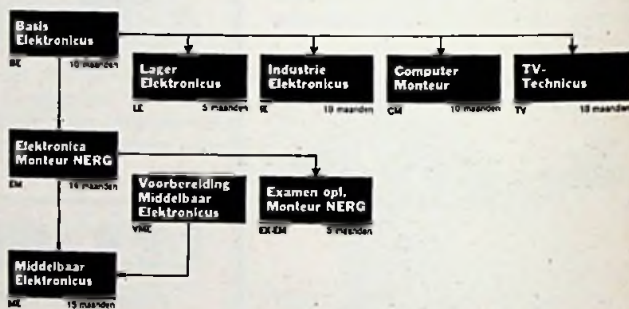 Basis
Elektronicus
BE 10 maanden
Lager
Elektronicus
LE 5 maanden
Industrie
Elektronicus
IE 10 maanden
Computer
Monteur
CM 10 maanden
TV-
Technicus
TV 10 maanden
Elektronica
Monteur NERG
EM maanden
Voorbereiding
Middelbaar
Elektronicus
VME
Examen opl.
Monteur NERG
EX-EM 5 maanden
Middelbaar
Elektronicus
ME 15 maanden